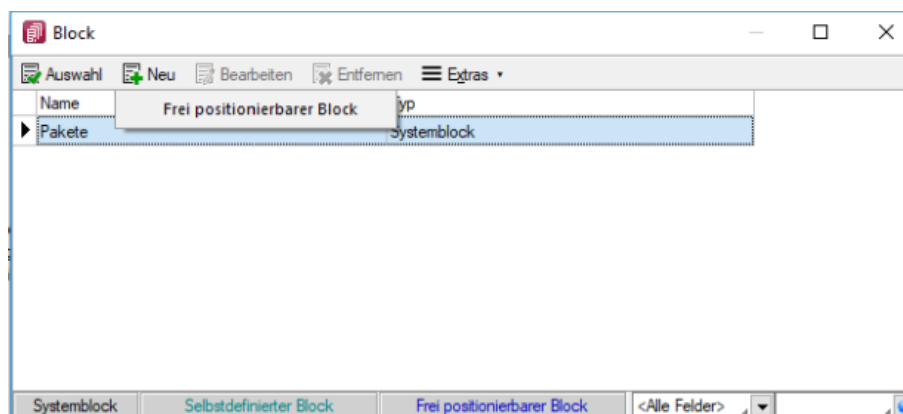 Block
Auswahl Neu Bearbeiten Entfernen Extras
Name
Frei positionierbarer Block
Pakete Systemblock
Systemblock Selbstdefinierter Block Frei positionierbarer Block <Alle Felder>